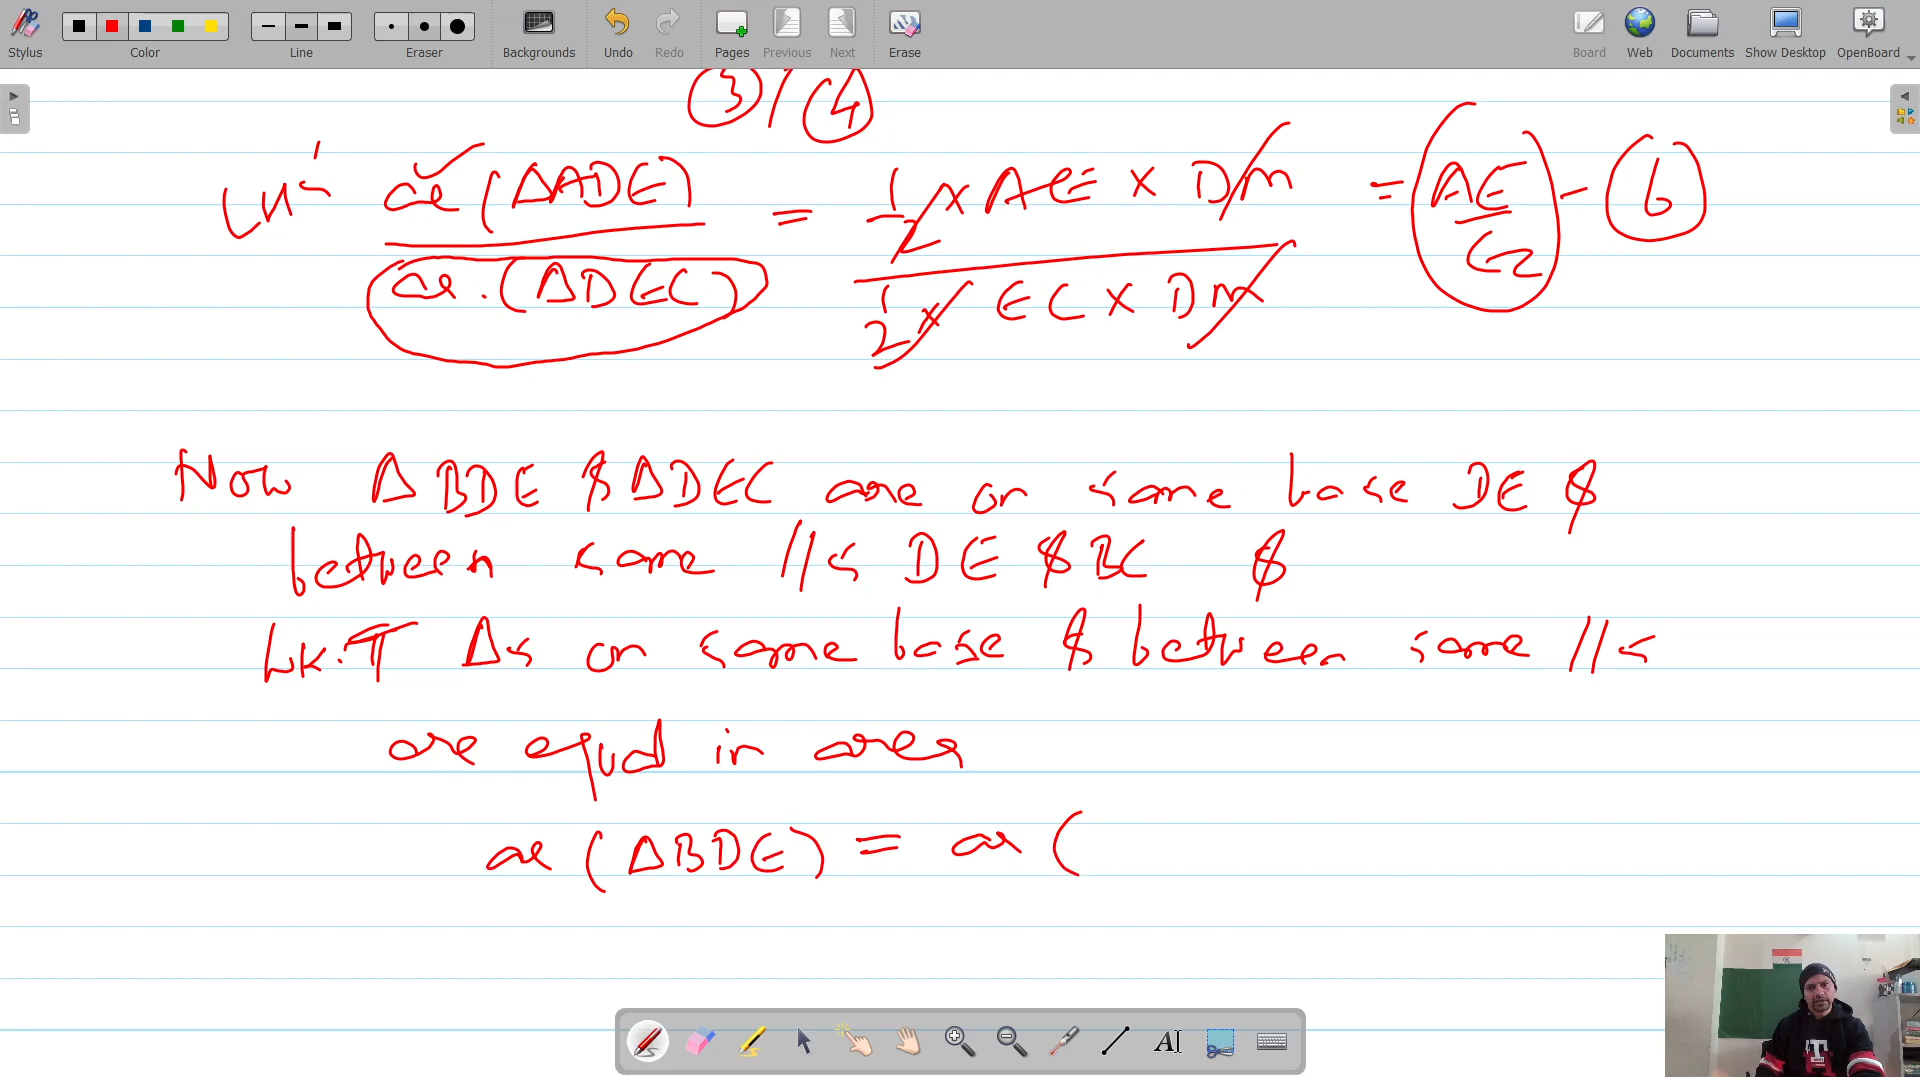 Stylus Color Line Eraser Backgrounds Undo Redo Pages Previous Next Erase Board Web Documents Show Desktop OpenBoard
3 / 4
ar (ΔADE) = 1/2 × AE × DM = AE - 6
ar. (ΔDEC) 1/2 × EC × DM
Now Δ BDE & ΔDEC are on same base DE &
between same //s DE & BC &
W.K.T Δs on same base & between same //s
are equal in area
ar (ΔBDE) = ar (